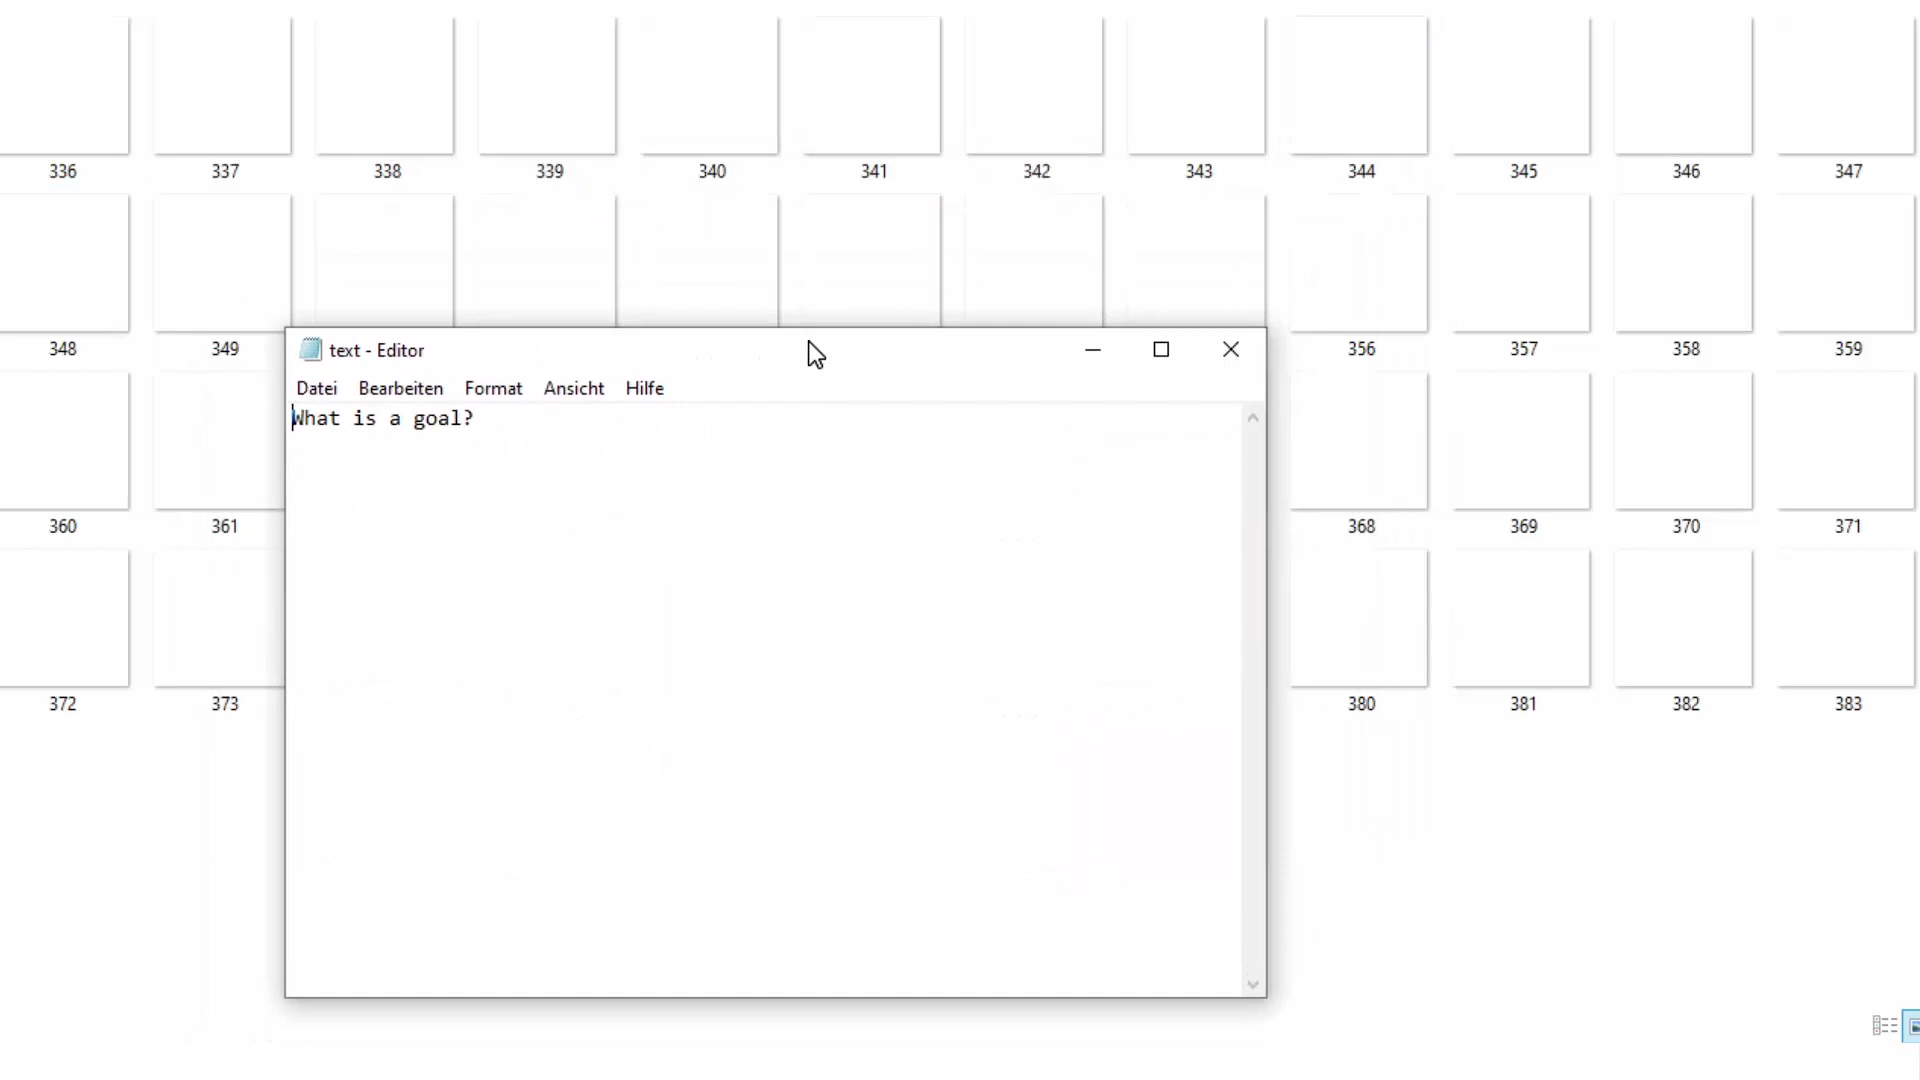 336 337 338 339 340 341 342 343 344 345 346 347
348 349 356 357 358 359
text - Editor
Datei Bearbeiten Format Ansicht Hilfe
What is a goal?
360 361 368 369 370 371
372 373 380 381 382 383